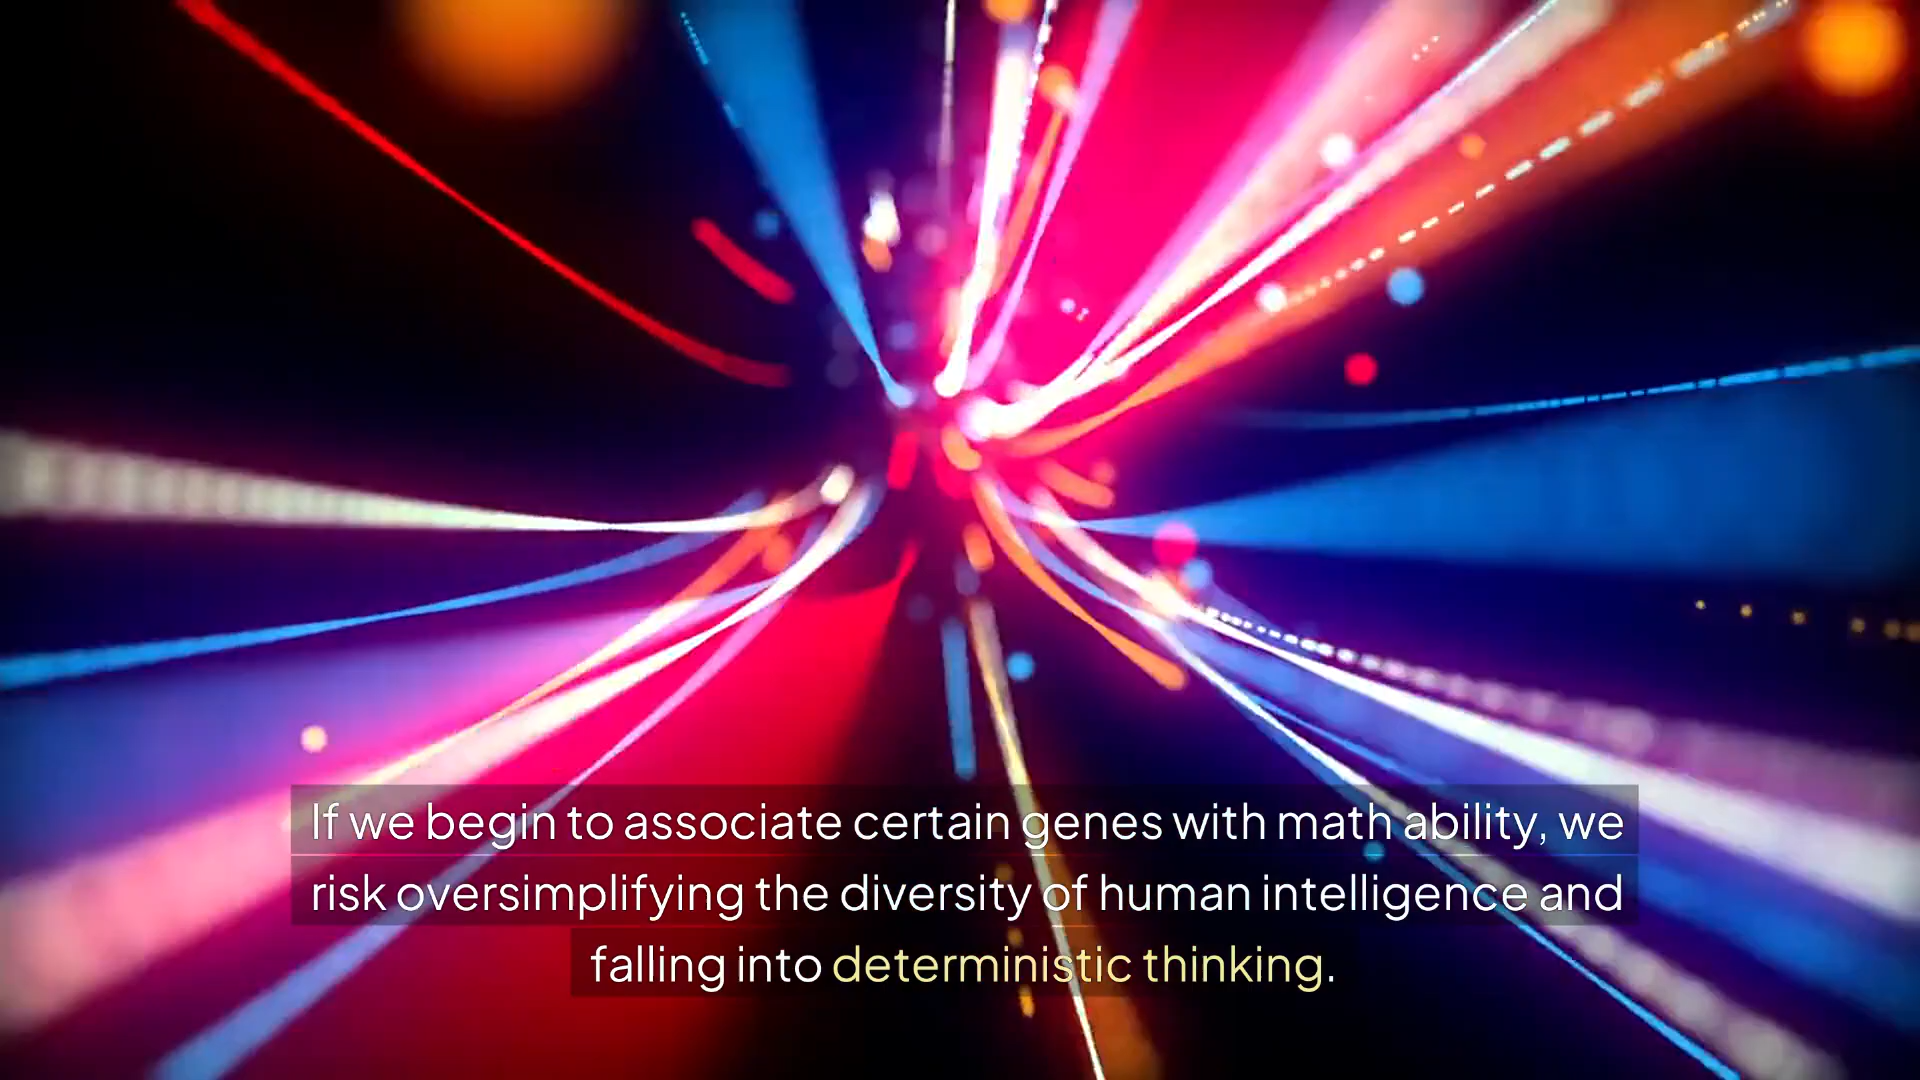 If we begin to associate certain genes with math ability, we
risk oversimplifying the diversity of human intelligence and
falling into deterministic thinking.